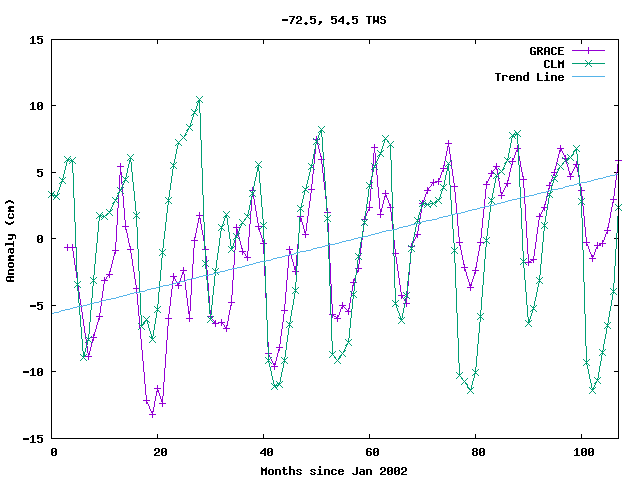 -72.5, 54.5 TWS
GRACE
CLM
Trend Line
Anomaly (cm)
15
10
5
0
-5
-10
-15
0 20 40 60 80 100
Months since Jan 2002